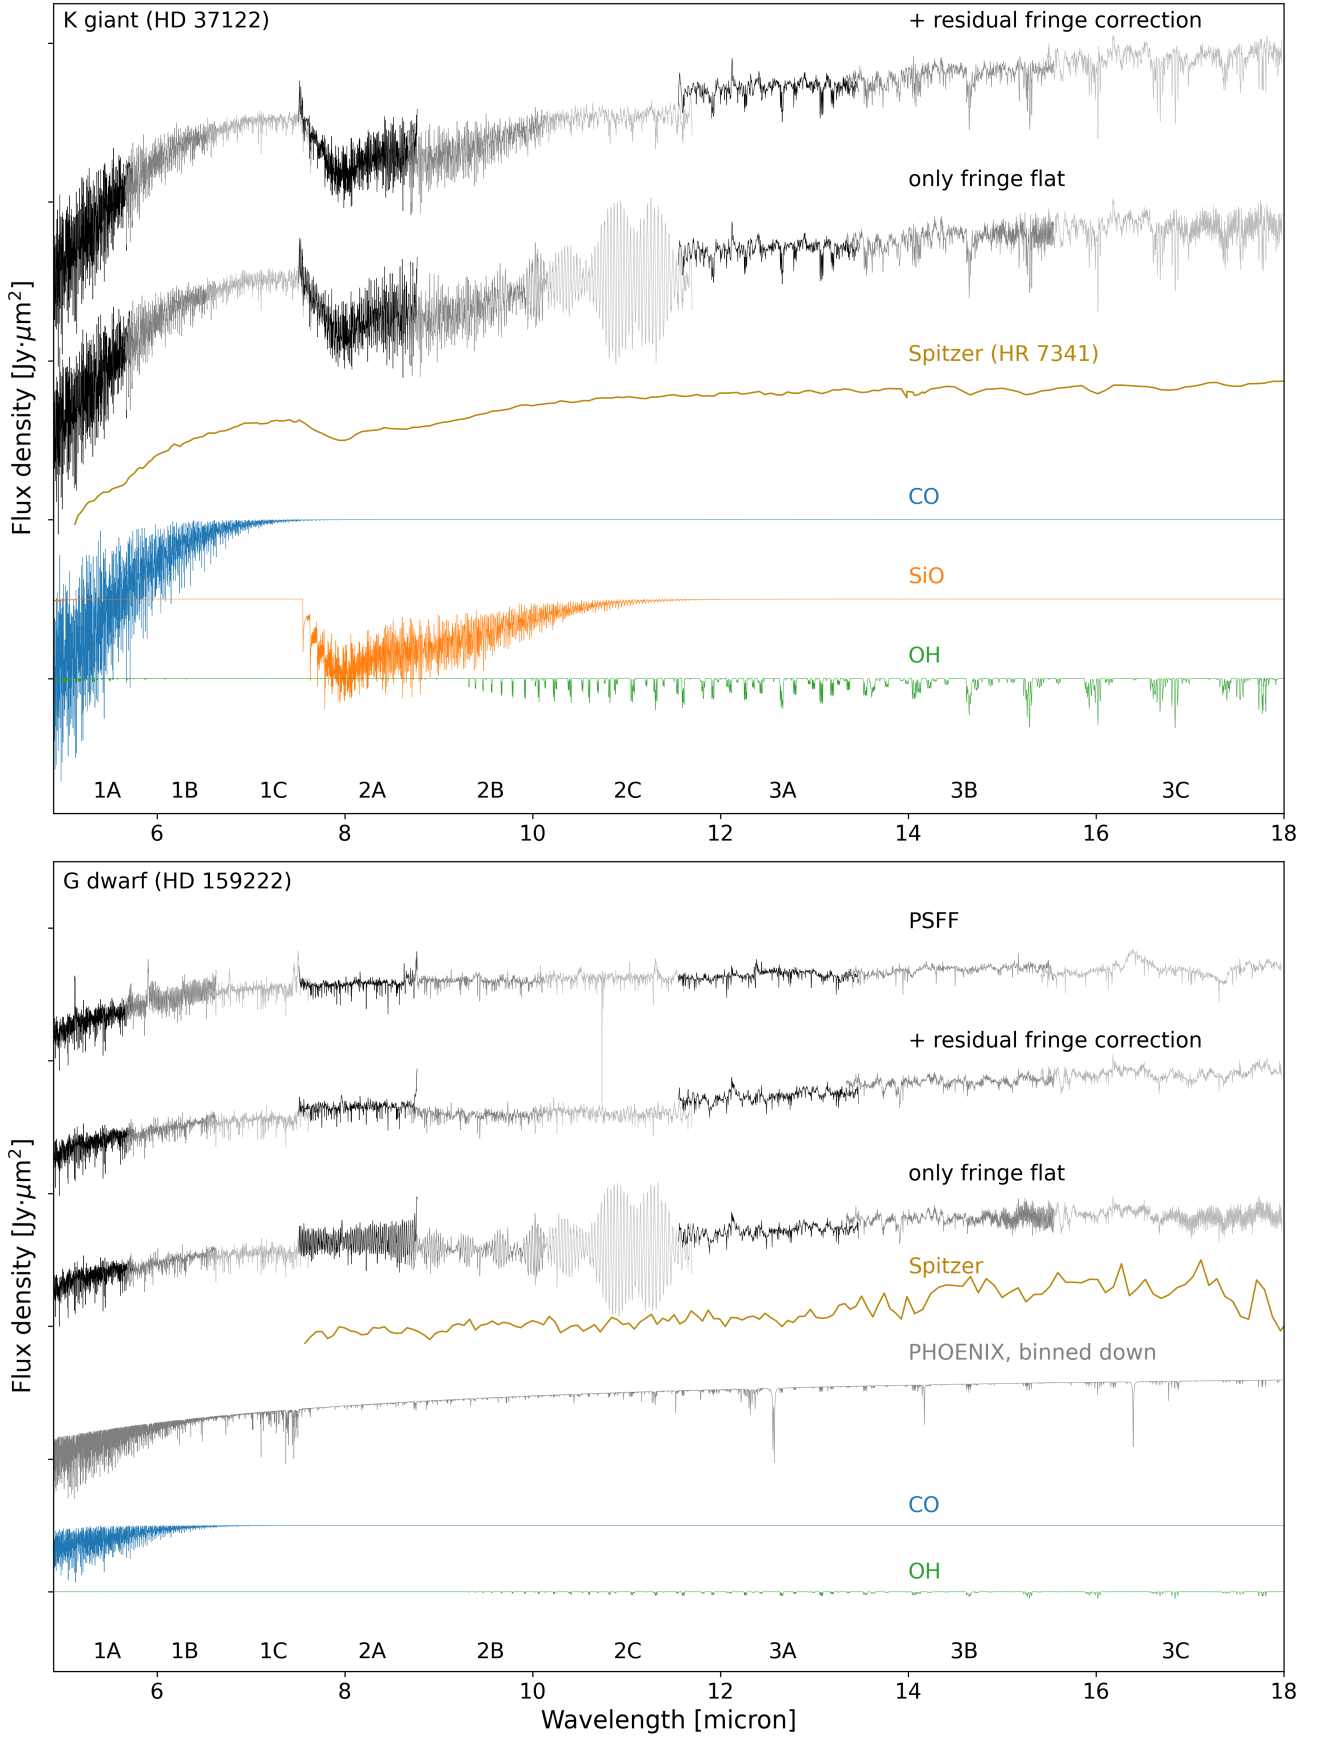 K giant (HD 37122)
+ residual fringe correction
only fringe flat
Spitzer (HR 7341)
CO
SiO
OH
Flux density [Jy·μm²]
1A 1B 1C 2A 2B 2C 3A 3B 3C
6 8 10 12 14 16 18
G dwarf (HD 159222)
PSFF
+ residual fringe correction
only fringe flat
Spitzer
PHOENIX, binned down
CO
OH
Flux density [Jy·μm²]
1A 1B 1C 2A 2B 2C 3A 3B 3C
6 8 10 12 14 16 18
Wavelength [micron]